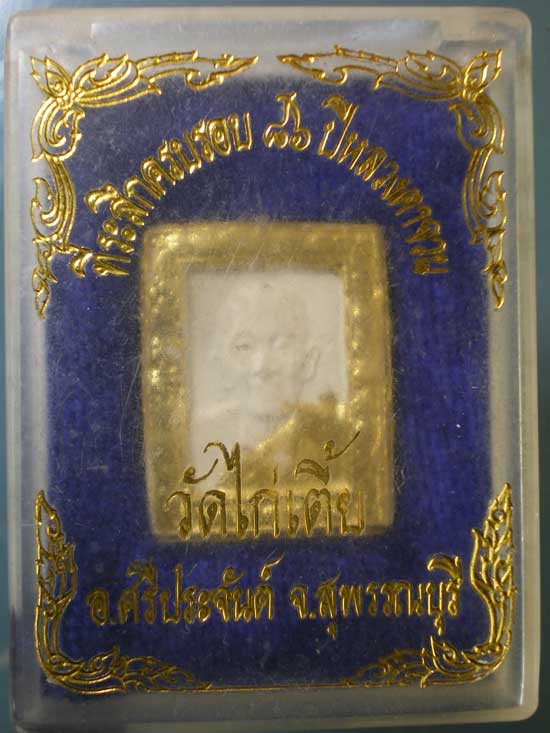 ที่ระลึกครบรอบ ๘๖ ปีหลวงตาจวน
วัดไก่เตี้ย
อ.ศรีประจันต์ จ.สุพรรณบุรี